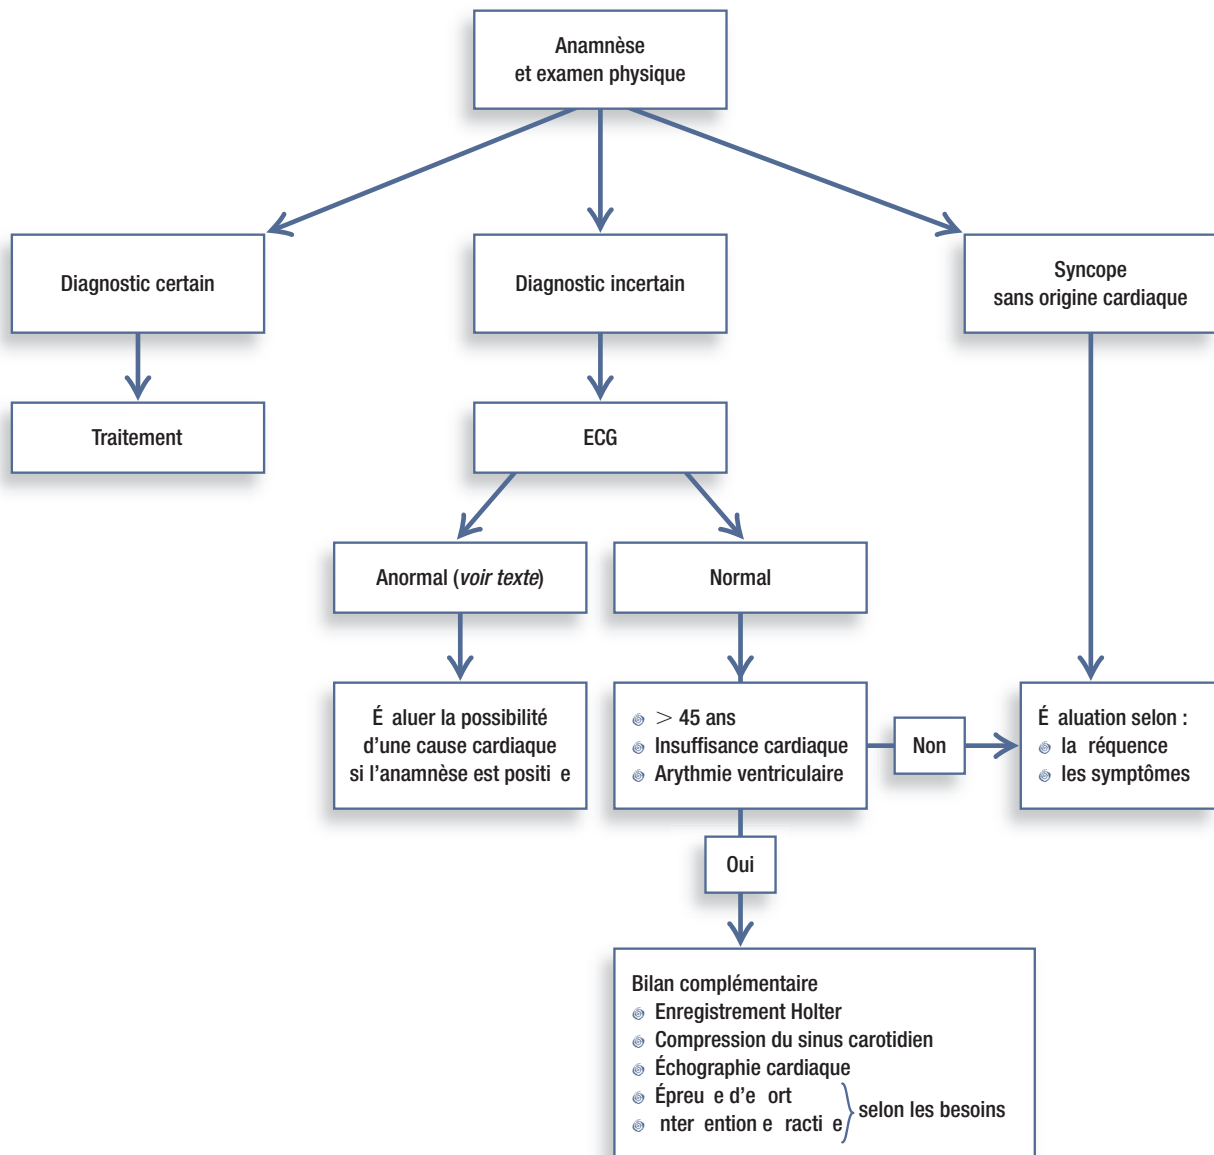 Anamnèse
et examen physique
Diagnostic certain
Diagnostic incertain
Syncope
sans origine cardiaque
Traitement
ECG
Anormal (voir texte)
Normal
É aluer la possibilité
d'une cause cardiaque
si l'anamnèse est positi e
> 45 ans
Insuffisance cardiaque
Arythmie ventriculaire
Non
É aluation selon :
la réquence
les symptômes
Oui
Bilan complémentaire
Enregistrement Holter
Compression du sinus carotidien
Échographie cardiaque
Épreu e d'e ort
nter ention e racti e
selon les besoins